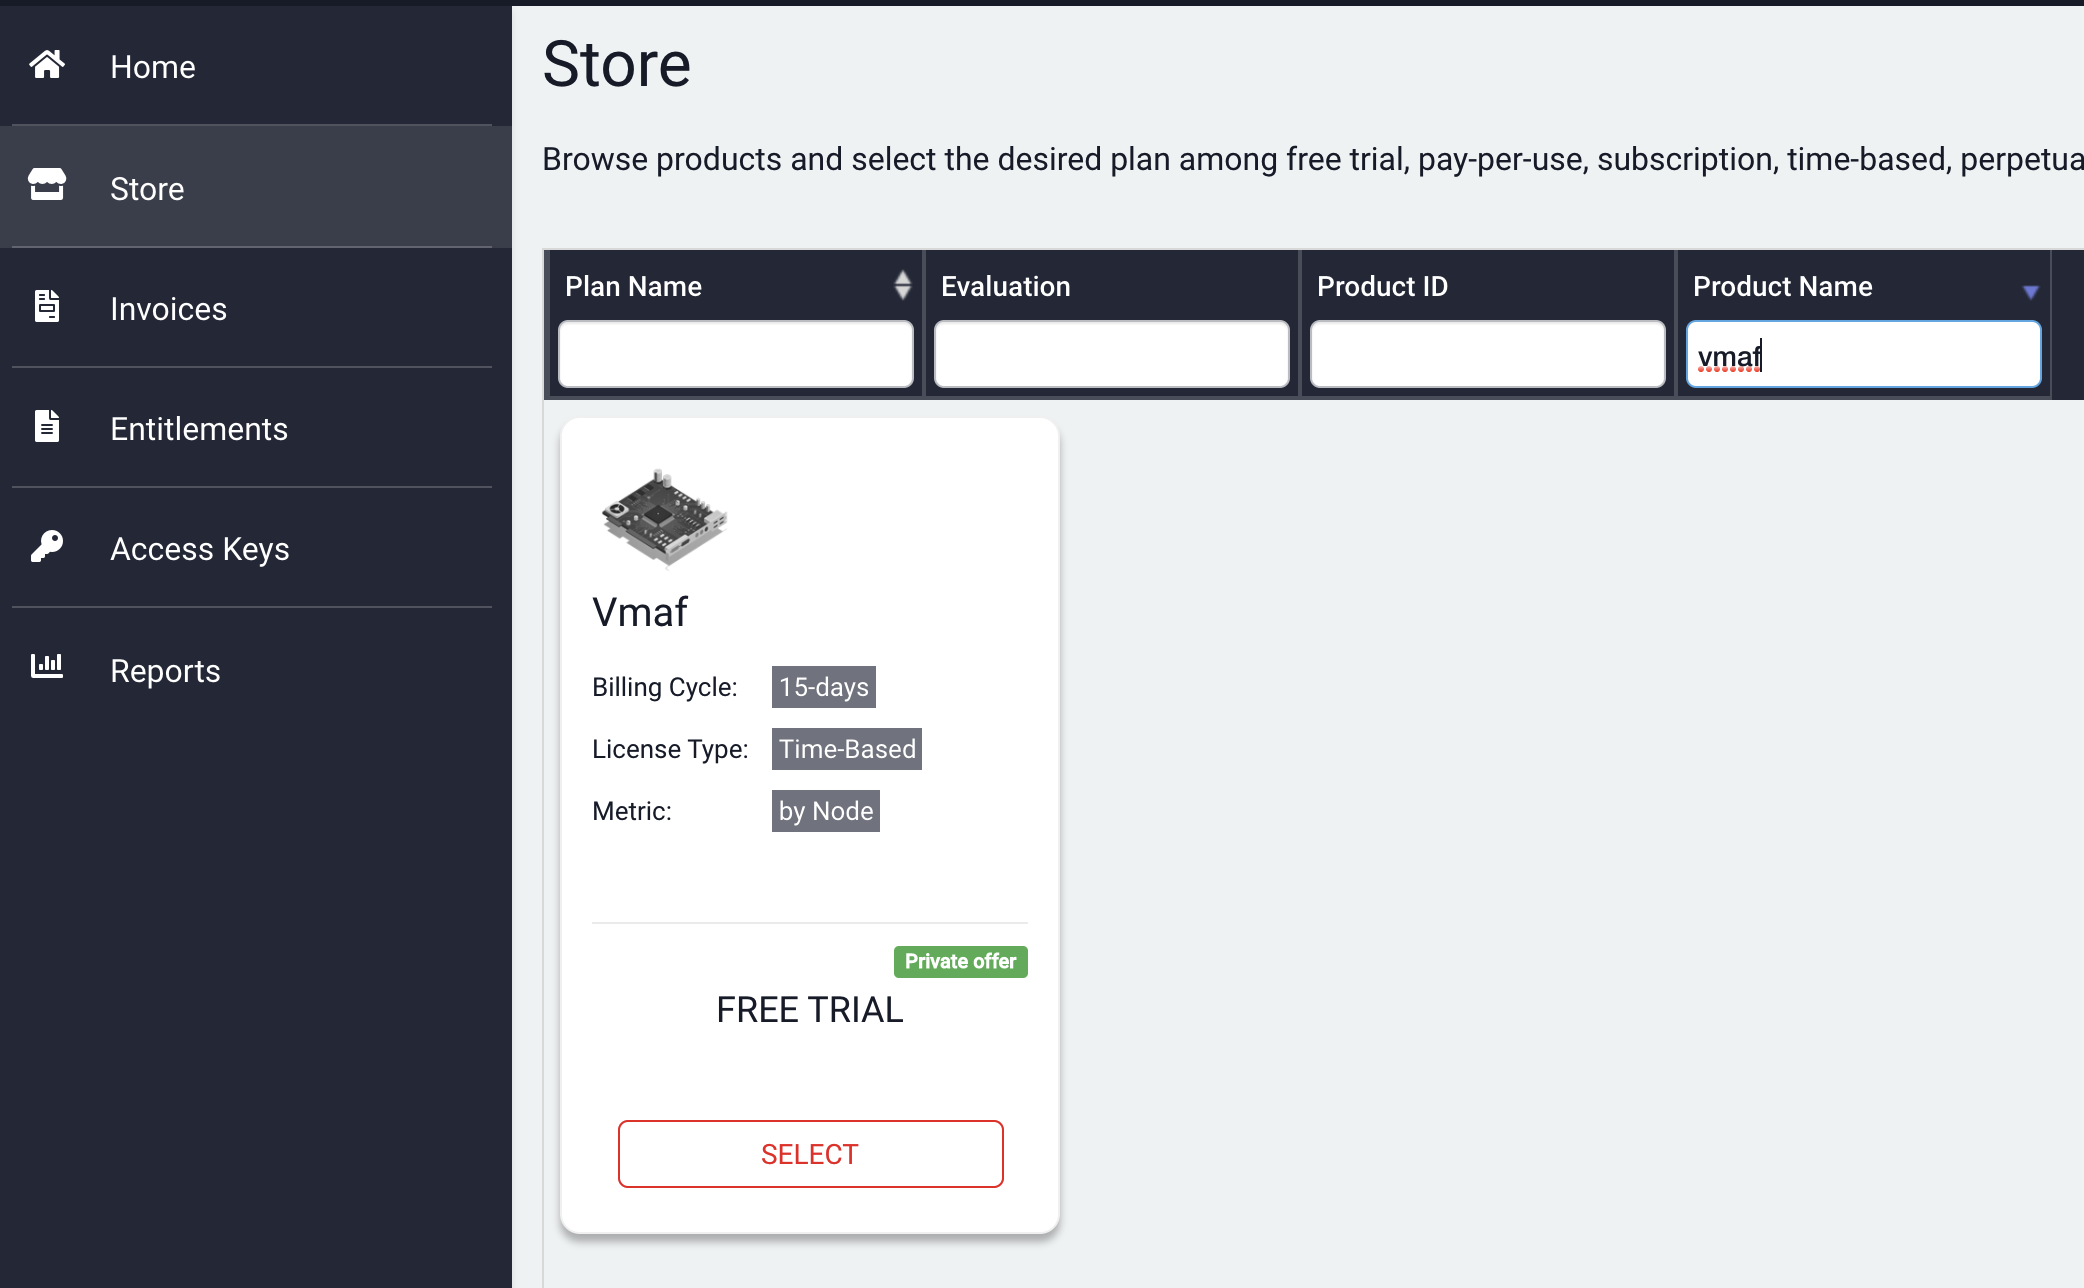 Home
Store
Invoices
Entitlements
Access Keys
Reports
Store
Browse products and select the desired plan among free trial, pay-per-use, subscription, time-based,
Plan Name
Evaluation
Product ID
Product Name
vmaf
Vmaf
Billing Cycle: 15-days
License Type: Time-Based
Metric: by Node
Private offer
FREE TRIAL
SELECT